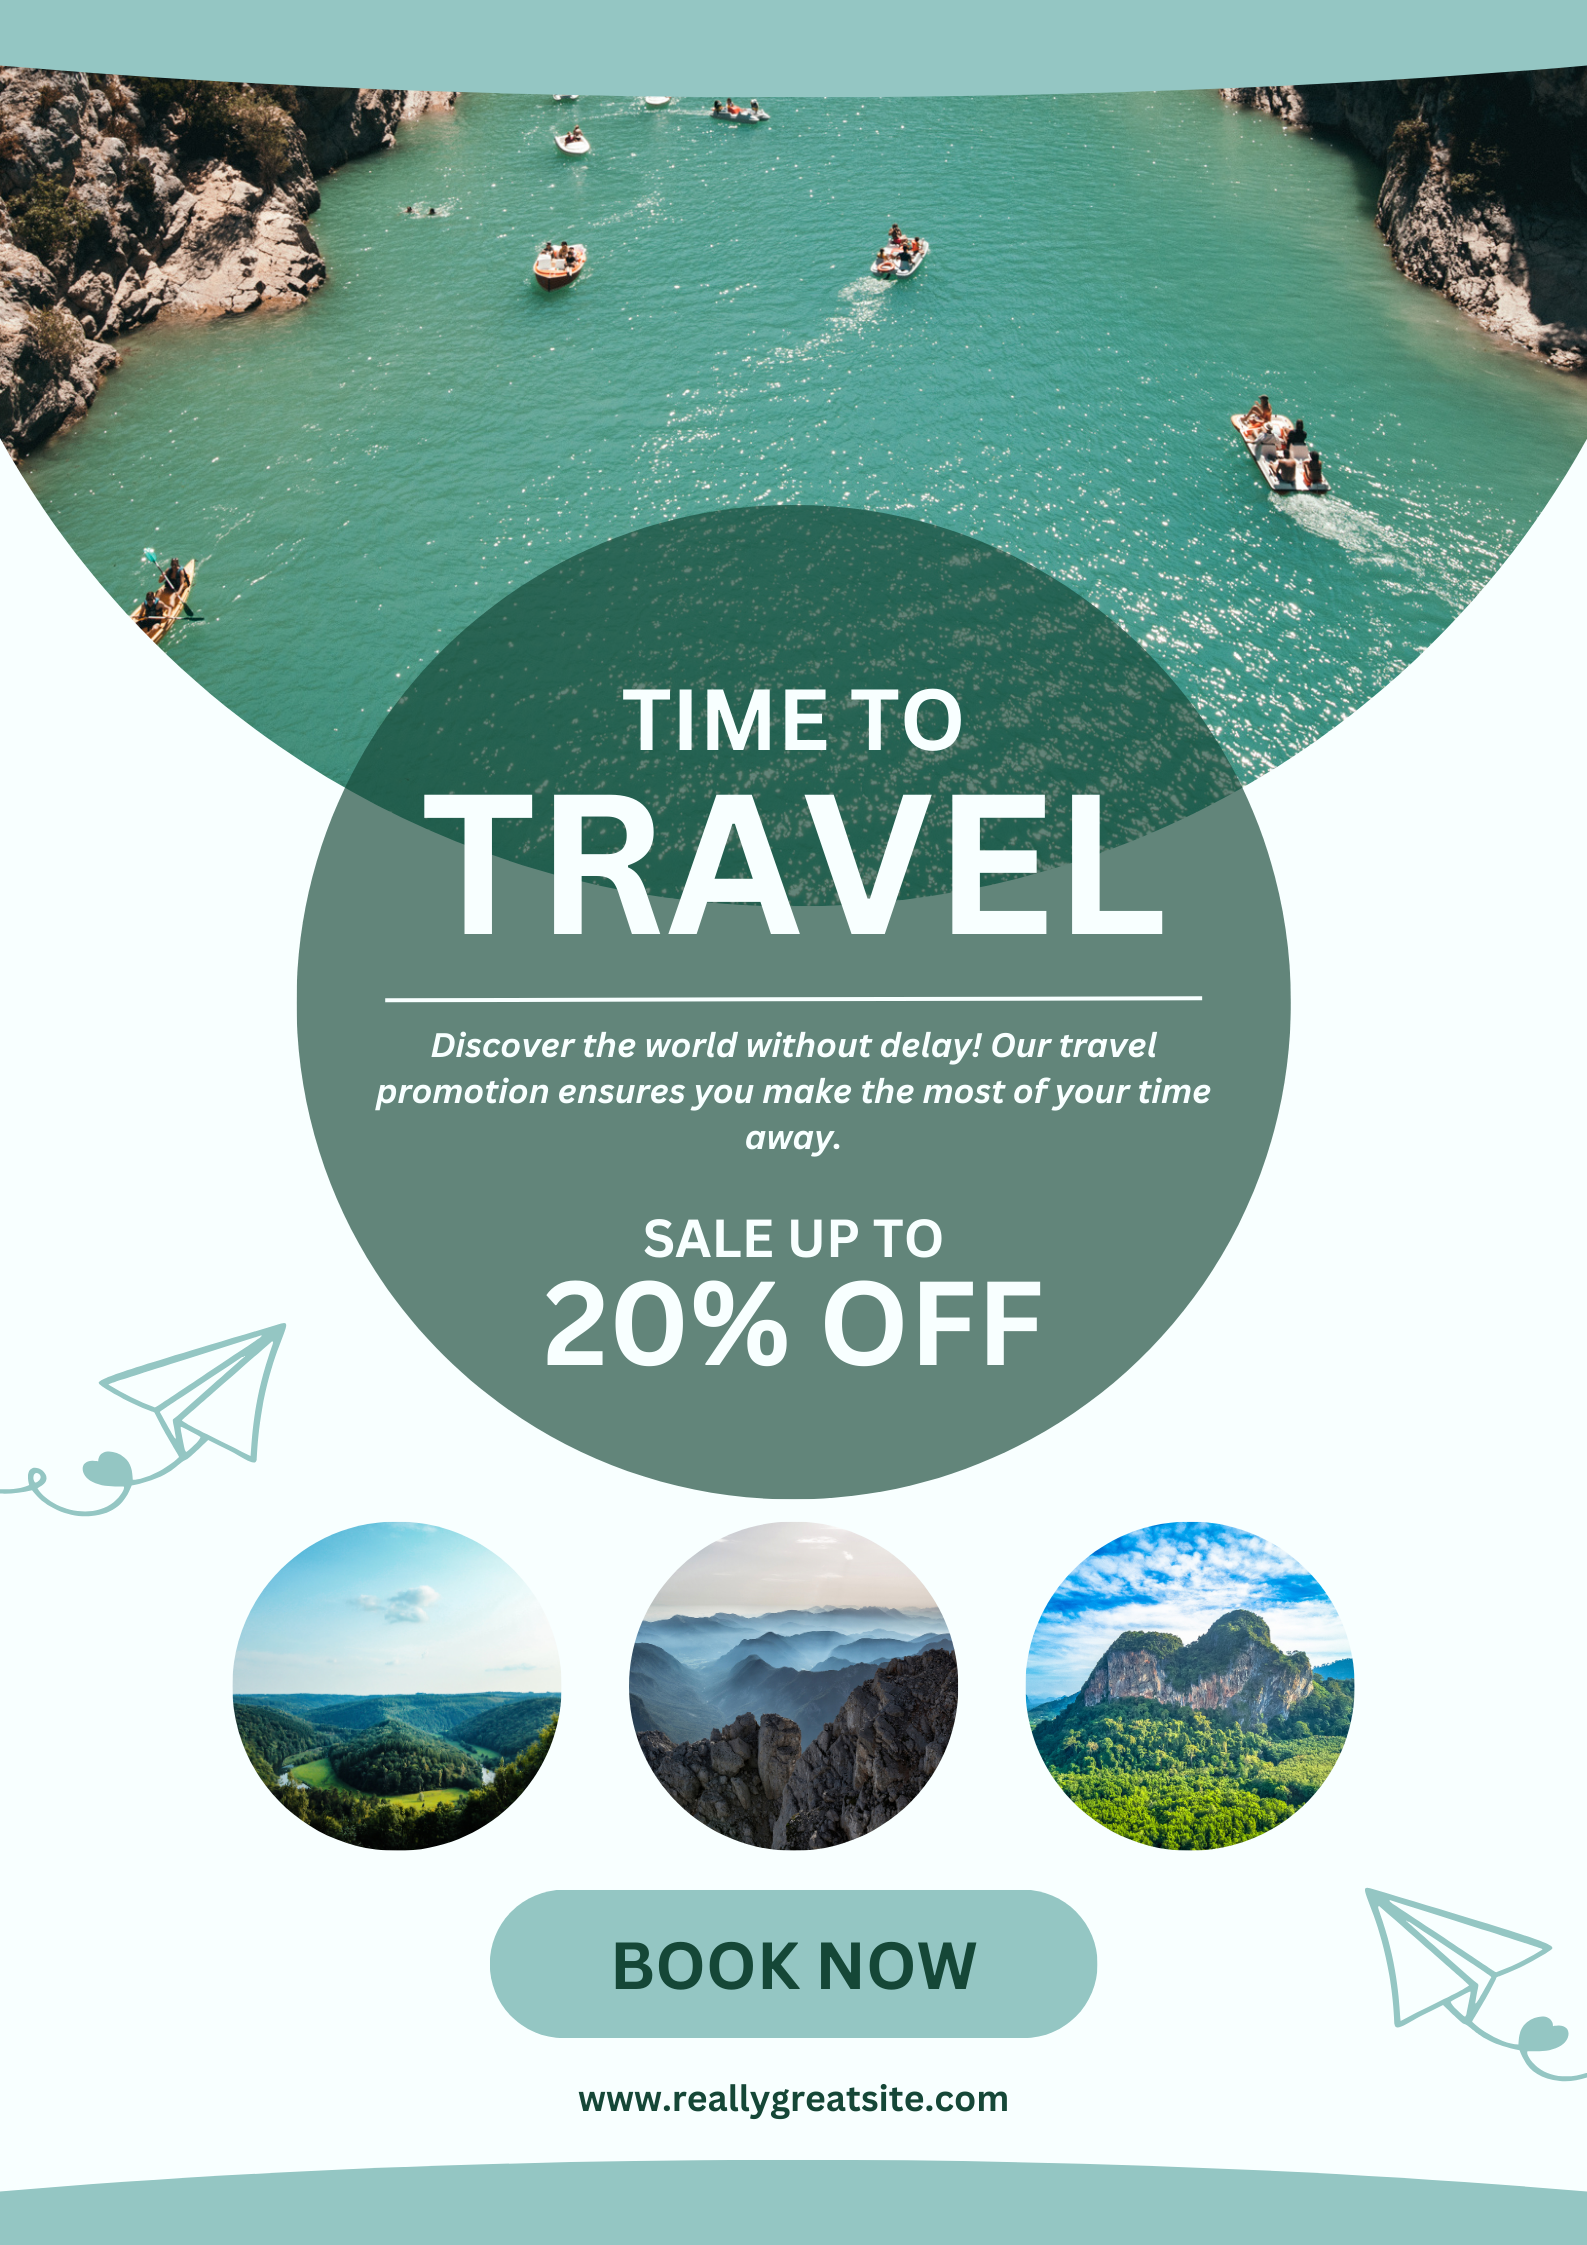 TIME TO
TRAVEL
Discover the world without delay! Our travel
promotion ensures you make the most of your time
away.
SALE UP TO
20% OFF
BOOK NOW
www.reallygreatsite.com